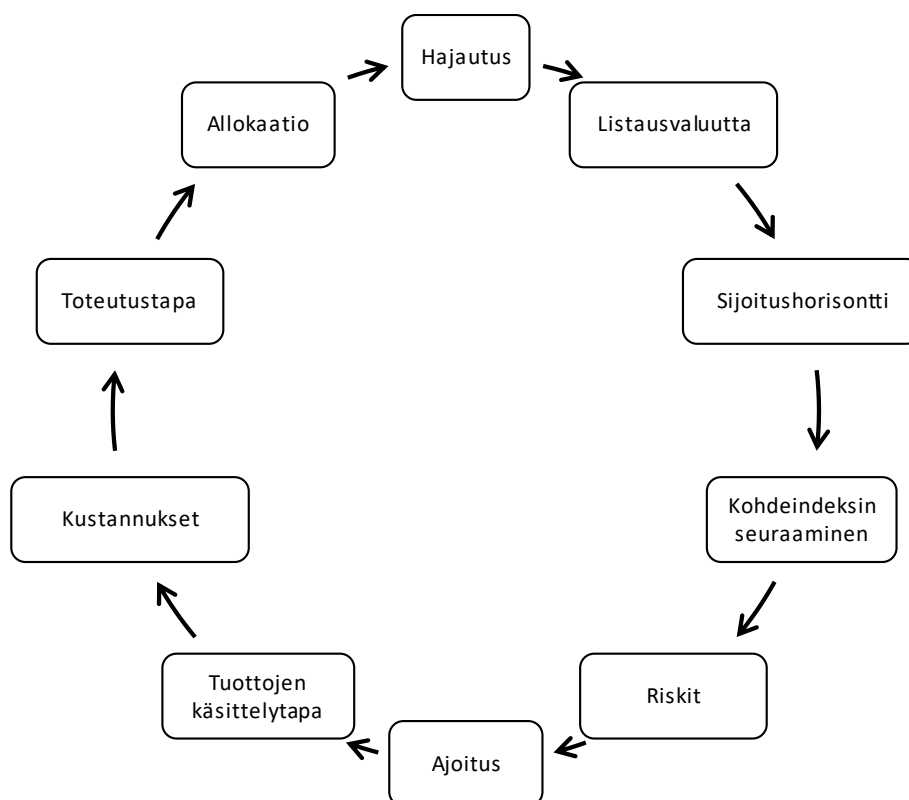 Hajautus
Listausvaluutta
Sijoitushorisontti
Kohdeindeksin
seuraaminen
Riskit
Ajoitus
Tuottojen
käsittelytapa
Kustannukset
Toteutustapa
Allokaatio